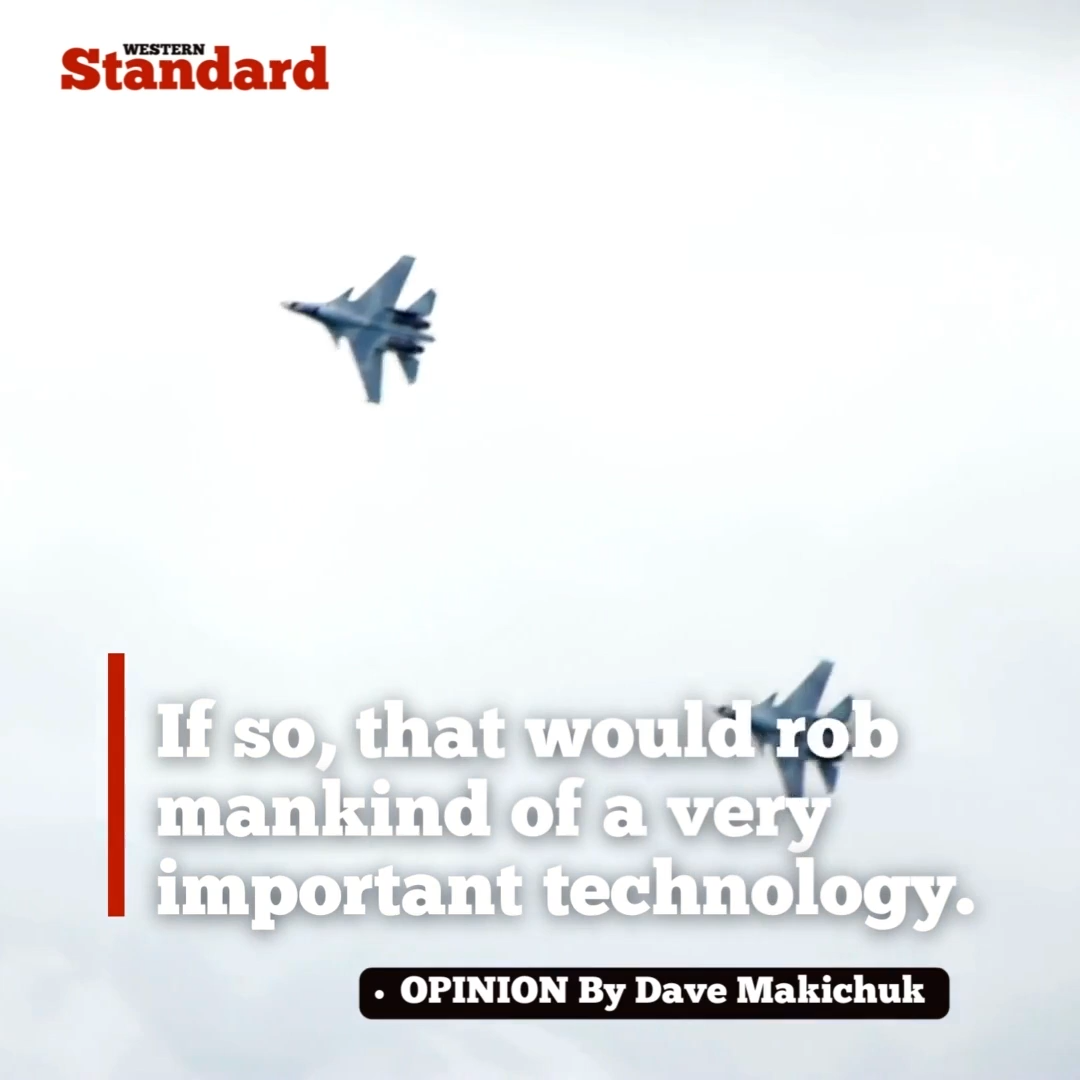 WESTERN
Standard
If so, that would rob
mankind of a very
important technology.
• OPINION By Dave Makichuk